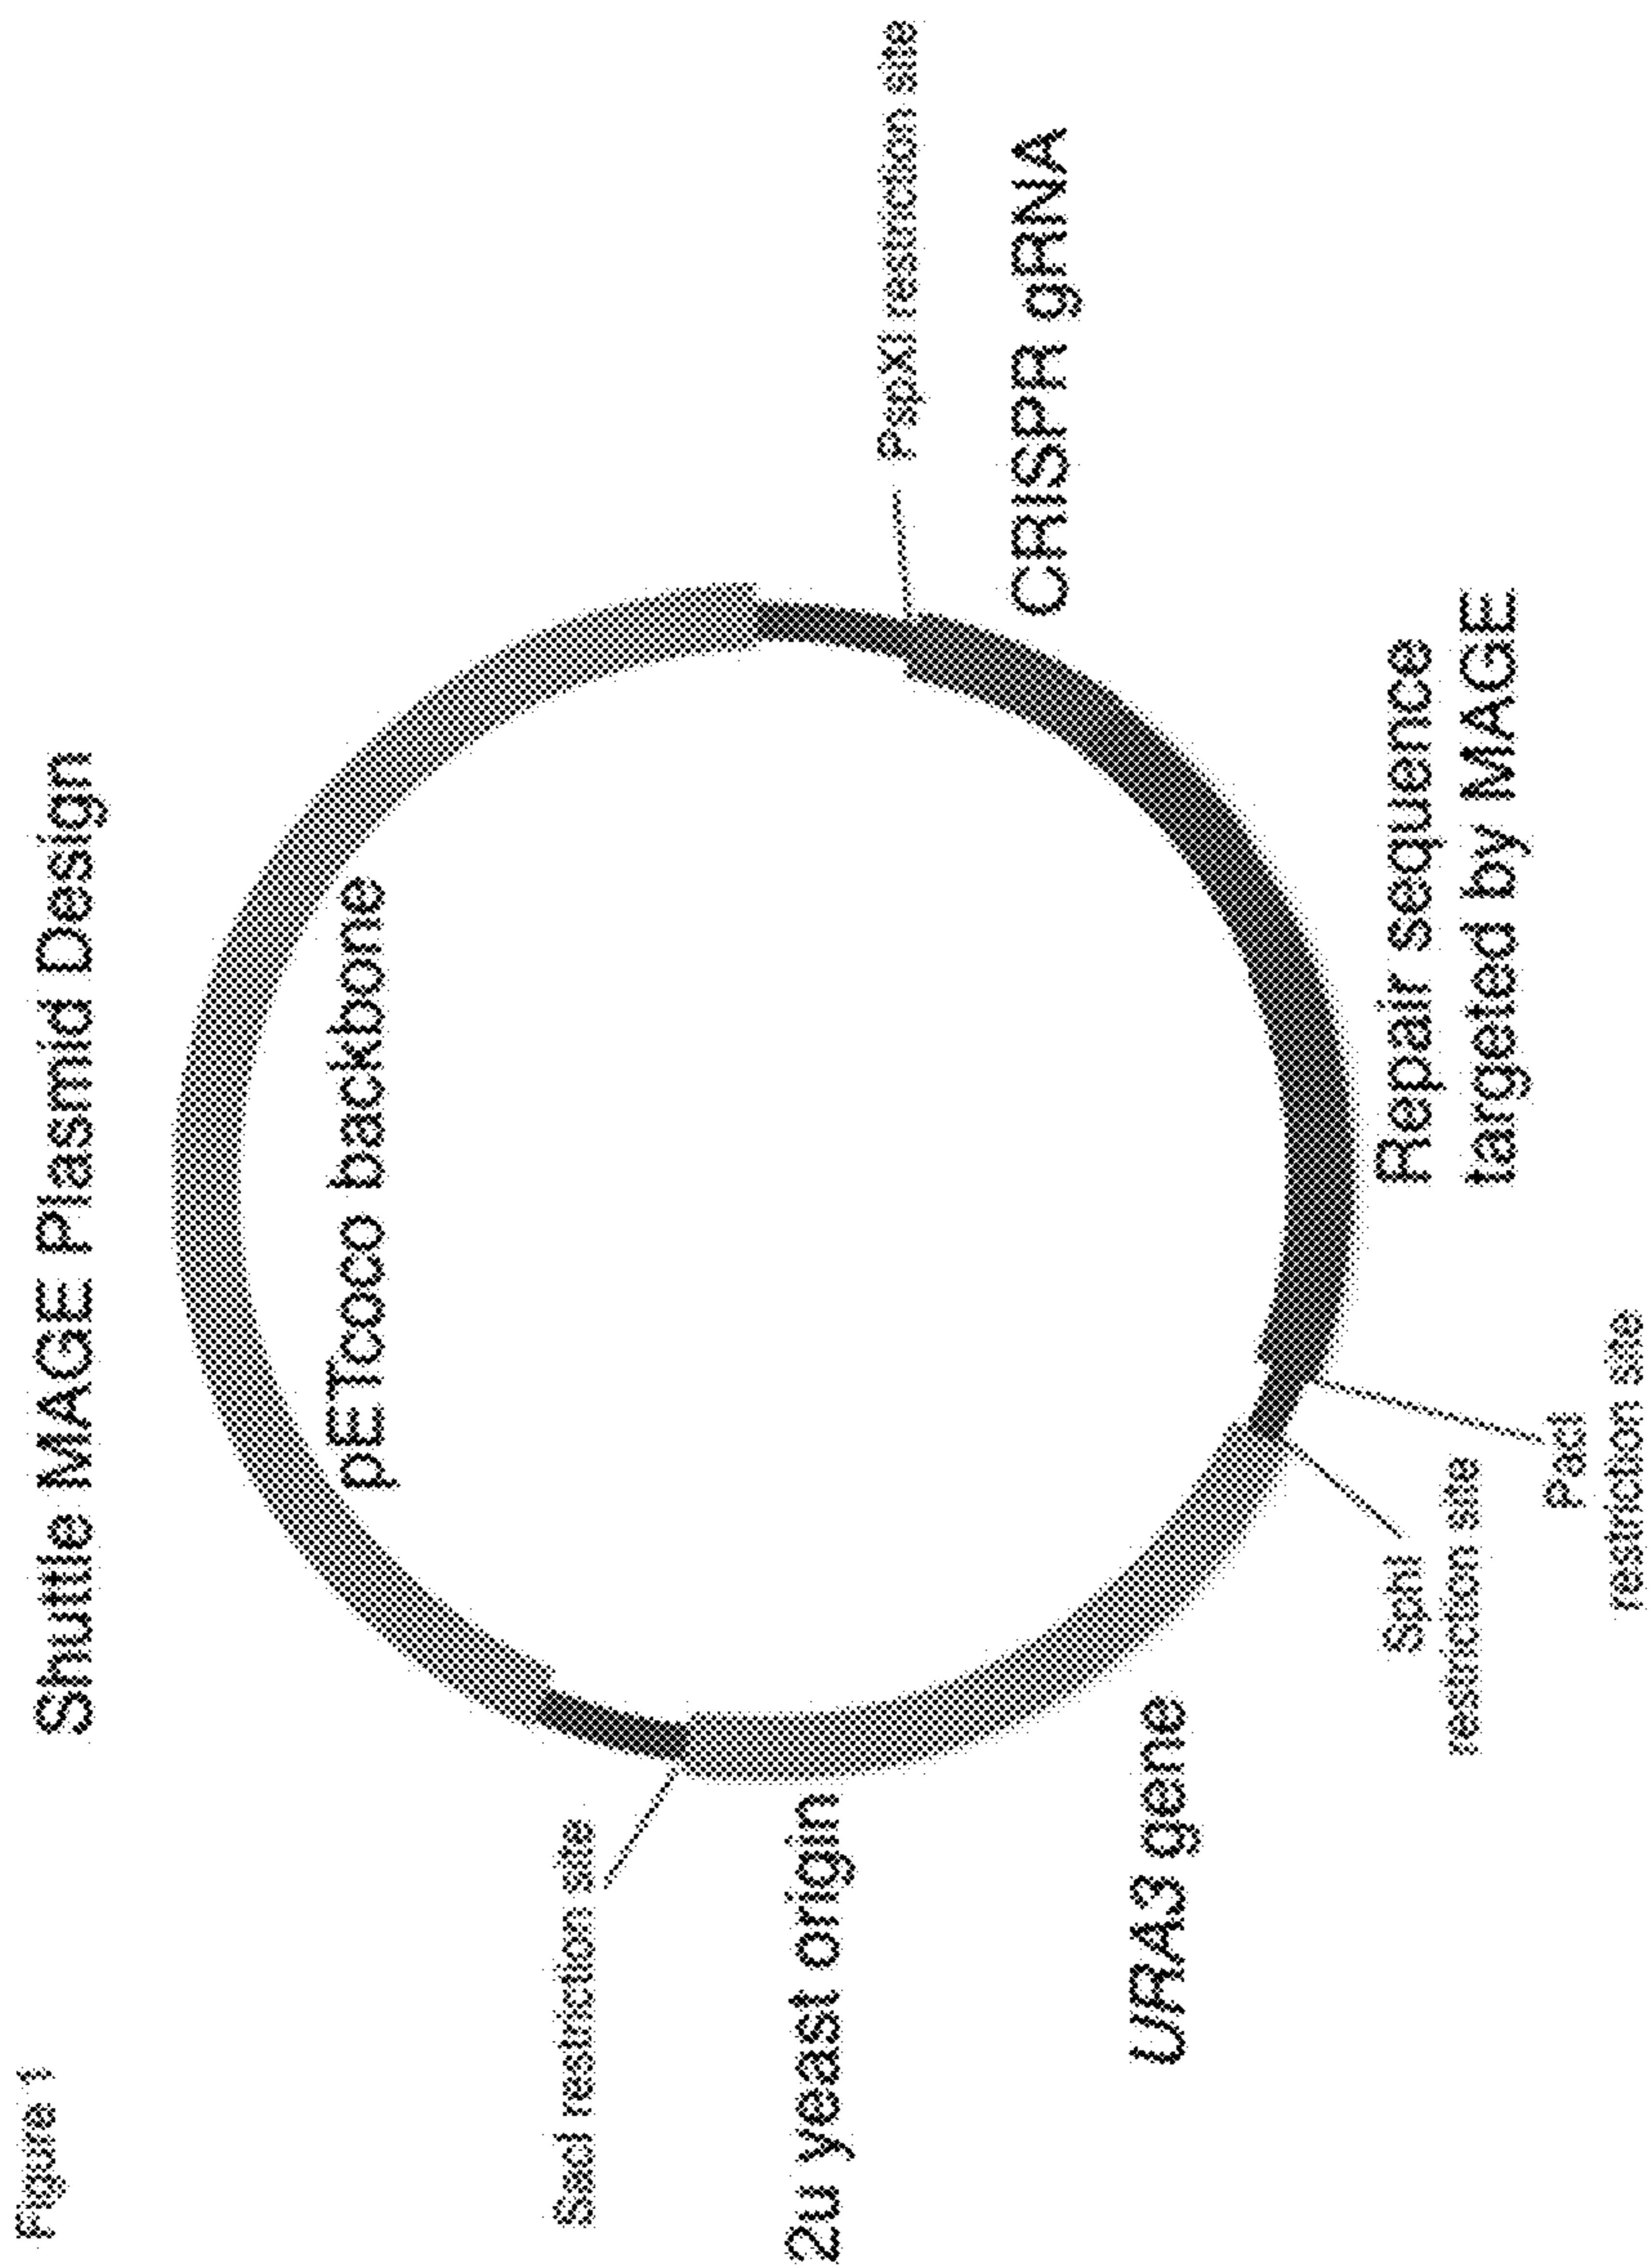 Figure 1
Shuttle MAGE Plasmid Design
pETcoco backbone
SacI restriction site
PspXI restriction site
2u yeast origin
CRISPR gRNA
URA3 gene
SphI
restriction site
Repair sequence
targeted by MAGE
PacI
restriction site